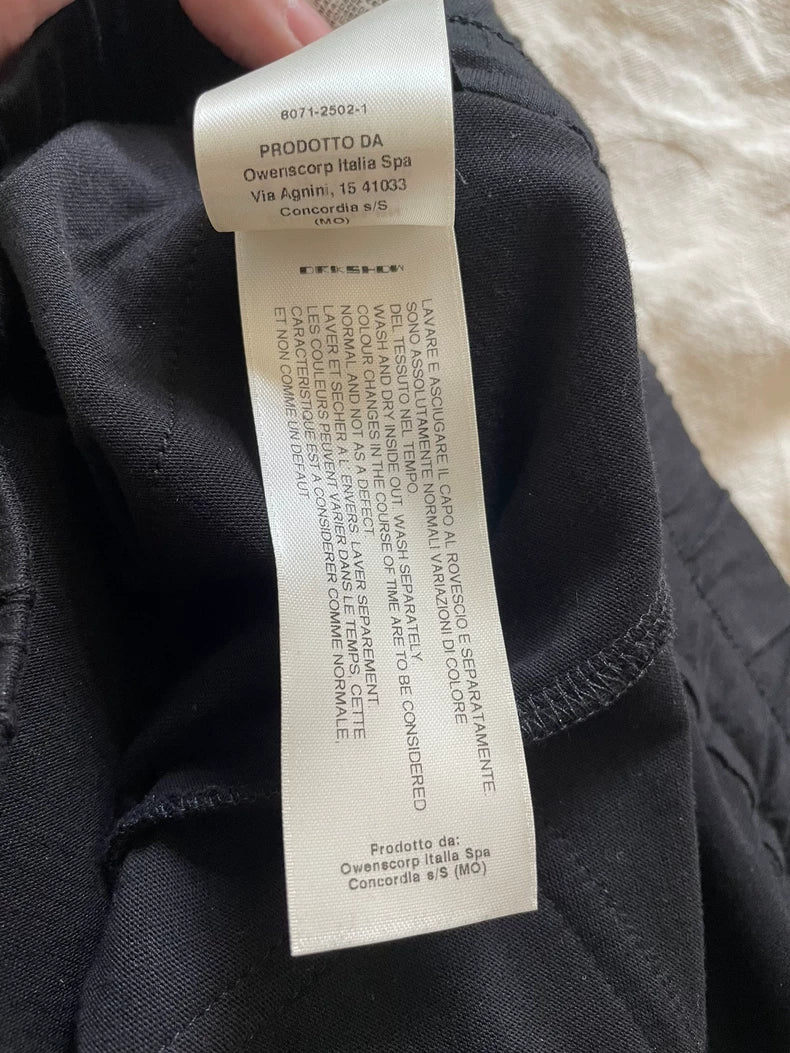 8071-2502-1
PRODOTTO DA
Owenscorp Italia Spa
Via Agnini, 15 41033
Concordia s/S
(MO)
DRKSHDW
LAVARE E ASCIUGARE IL CAPO AL ROVESCIO E SEPARATAMENTE.
SONO ASSOLUTAMENTE NORMALI VARIAZIONI DI COLORE
DEL TESSUTO NEL TEMPO
WASH AND DRY INSIDE OUT. WASH SEPARATELY
COLOUR CHANGES IN THE COURSE OF TIME ARE TO BE CONSIDERED
NORMAL AND NOT AS A DEFECT
LAVER ET SECHER A L' ENVERS. LAVER SEPAREMENT.
LES COULEURS PEUVENT VARIER DANS LE TEMPS, CETTE
CARACTERISTIQUE EST A CONSIDERER COMME NORMALE,
ET NON COMME UN DEFAUT
Prodotto da:
Owenscorp Italia Spa
Concordia s/S (MO)